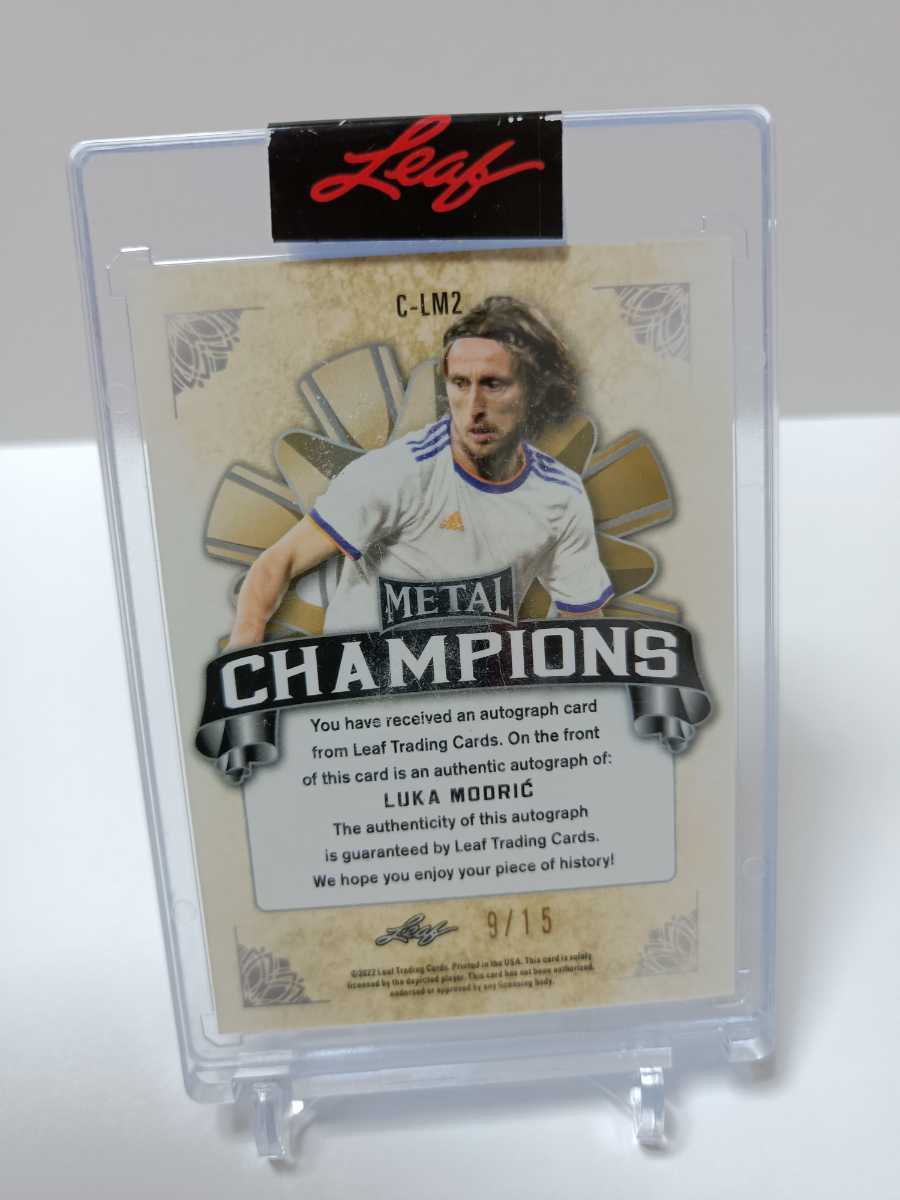 Leaf
C-LM2
METAL
CHAMPIONS
You have received an autograph card
from Leaf Trading Cards. On the front
of this card is an authentic autograph of:
LUKA MODRIĆ
The authenticity of this autograph
is guaranteed by Leaf Trading Cards.
We hope you enjoy your piece of history!
Leaf 9/15
©2022 Leaf Trading Cards. Printed in the USA. This card is solely
licensed by the depicted player. This card has not been authorized,
endorsed or approved by any licensing body.